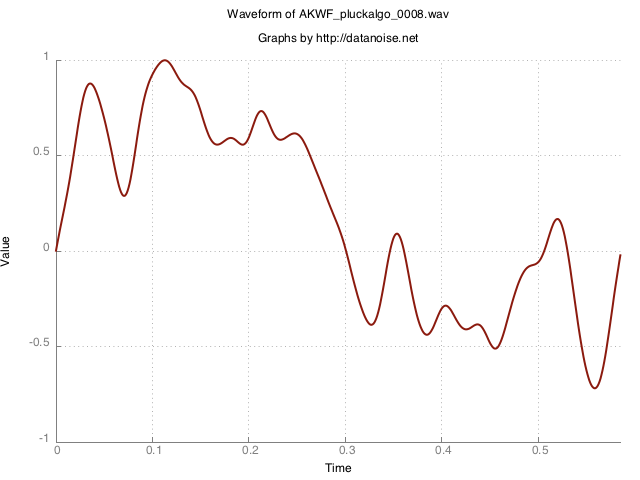 Waveform of AKWF_pluckalgo_0008.wav
Graphs by http://datanoise.net
1
0.5
0
-0.5
-1
Value
0 0.1 0.2 0.3 0.4 0.5
Time